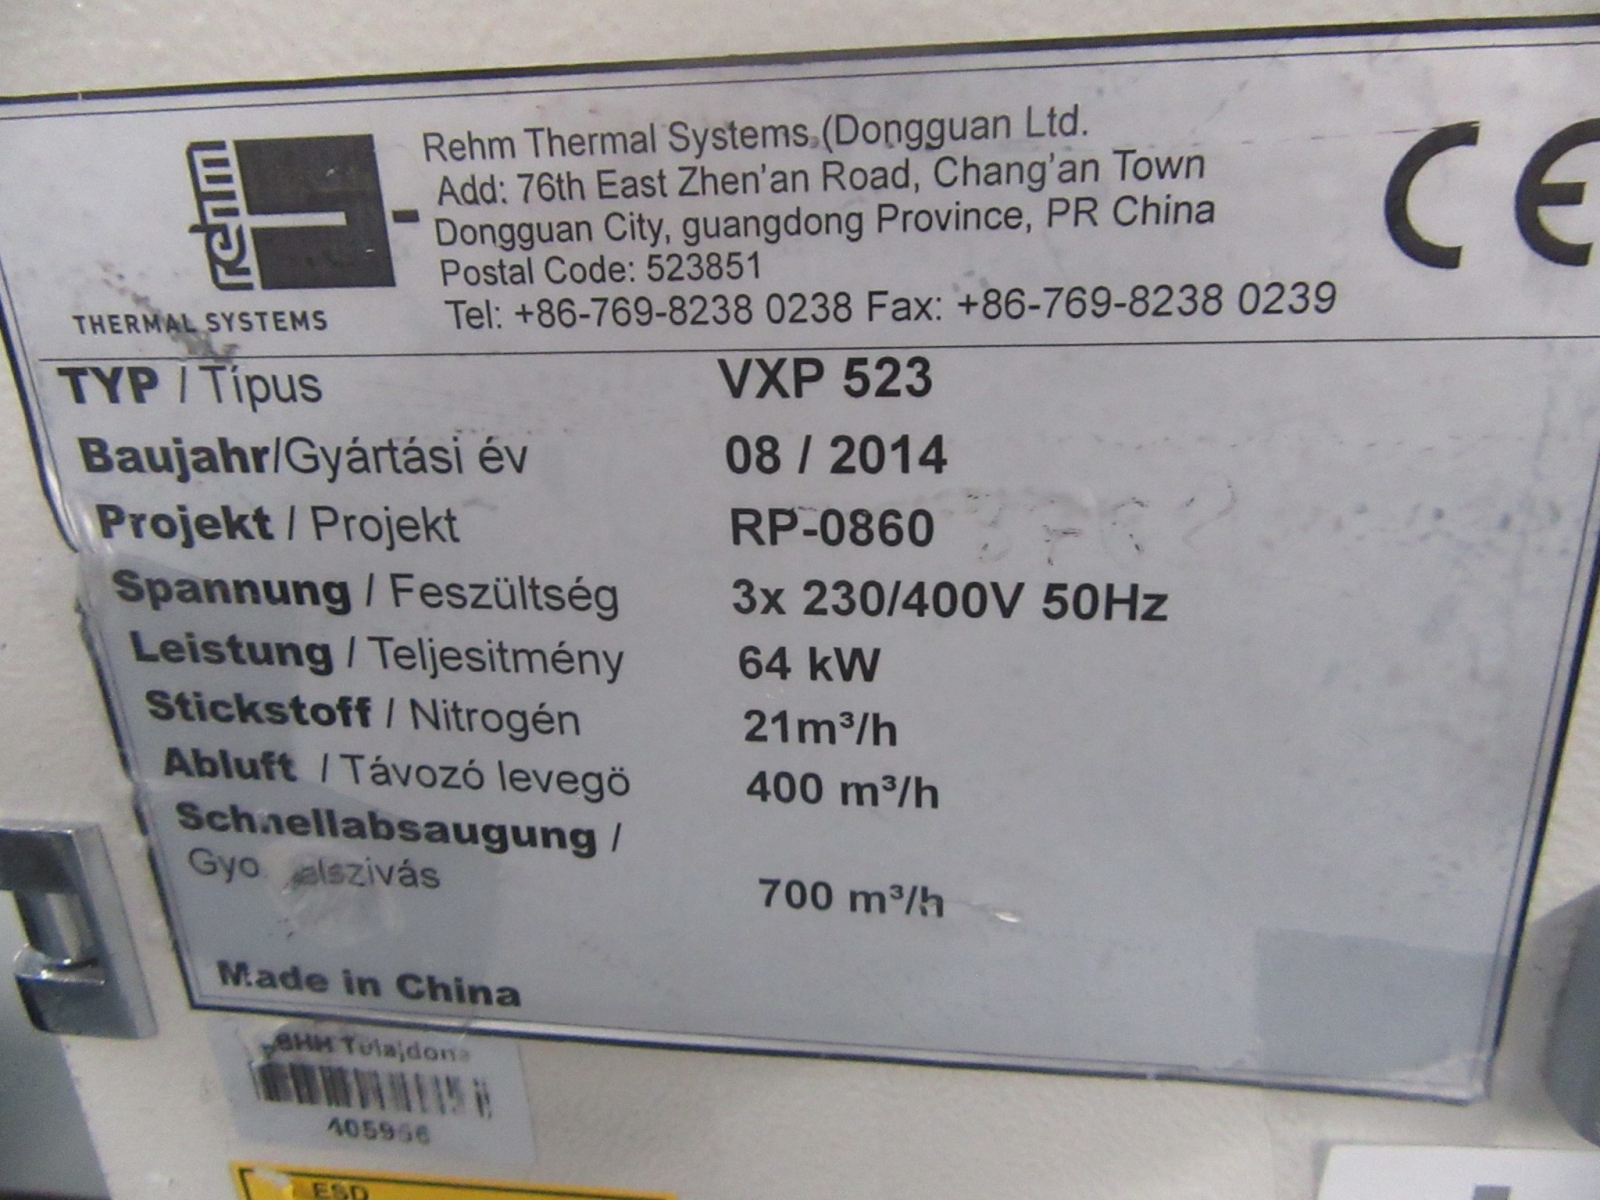 rehm
THERMAL SYSTEMS
Rehm Thermal Systems (Dongguan Ltd.
Add: 76th East Zhen'an Road, Chang'an Town
Dongguan City, guangdong Province, PR China
Postal Code: 523851
Tel: +86-769-8238 0238 Fax: +86-769-8238 0239
CE
TYP / Típus VXP 523
Baujahr/Gyártási év 08 / 2014
Projekt / Projekt RP-0860
Spannung / Feszültség 3x 230/400V 50Hz
Leistung / Teljesitmény 64 kW
Stickstoff / Nitrogén 21m³/h
Abluft / Távozó levegö 400 m³/h
Schnellabsaugung /
alszivás 700 m³/h
Made in China
Tulajdona
405956
ESD